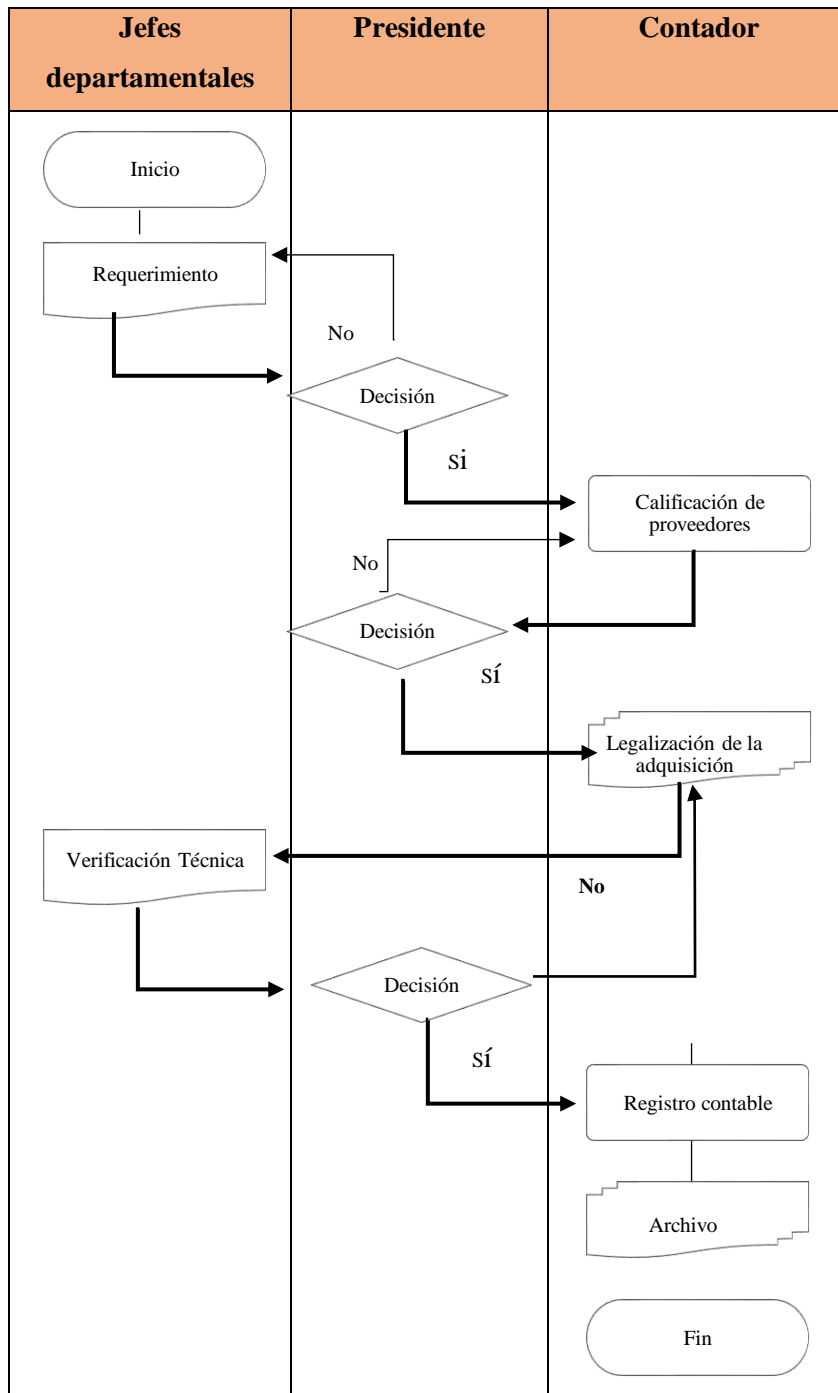 Jefes
departamentales
Presidente
Contador
Inicio
Requerimiento
No
Decisión
si
Calificación de
proveedores
No
Decisión
sí
Legalización de la
adquisición
Verificación Técnica
No
Decisión
sí
Registro contable
Archivo
Fin